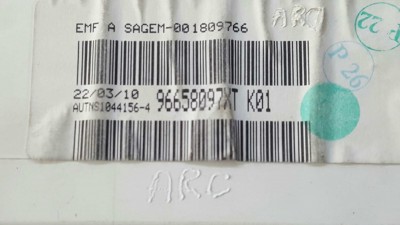 ARC
EMF A SAGEM-001809766
22
P 26
22/03/10
AUTNS1044156-4 96658097XT K01
ARC